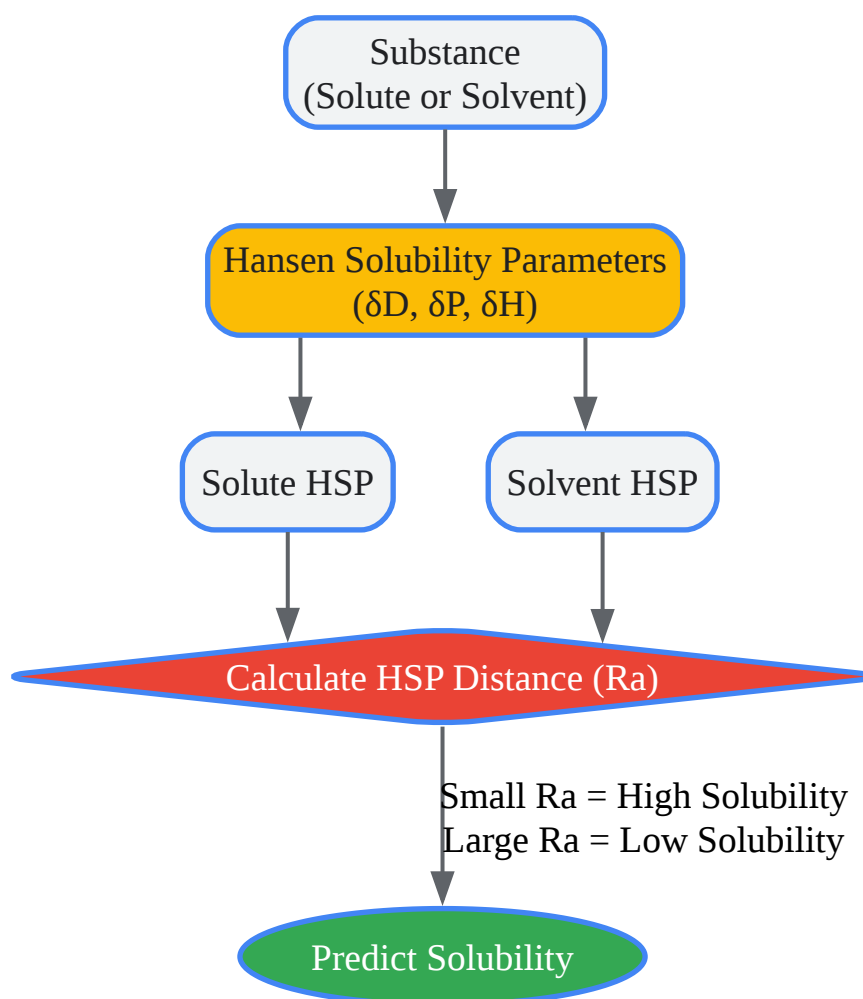 Substance
(Solute or Solvent)
Hansen Solubility Parameters
(δD, δP, δH)
Solute HSP
Solvent HSP
Calculate HSP Distance (Ra)
Small Ra = High Solubility
Large Ra = Low Solubility
Predict Solubility